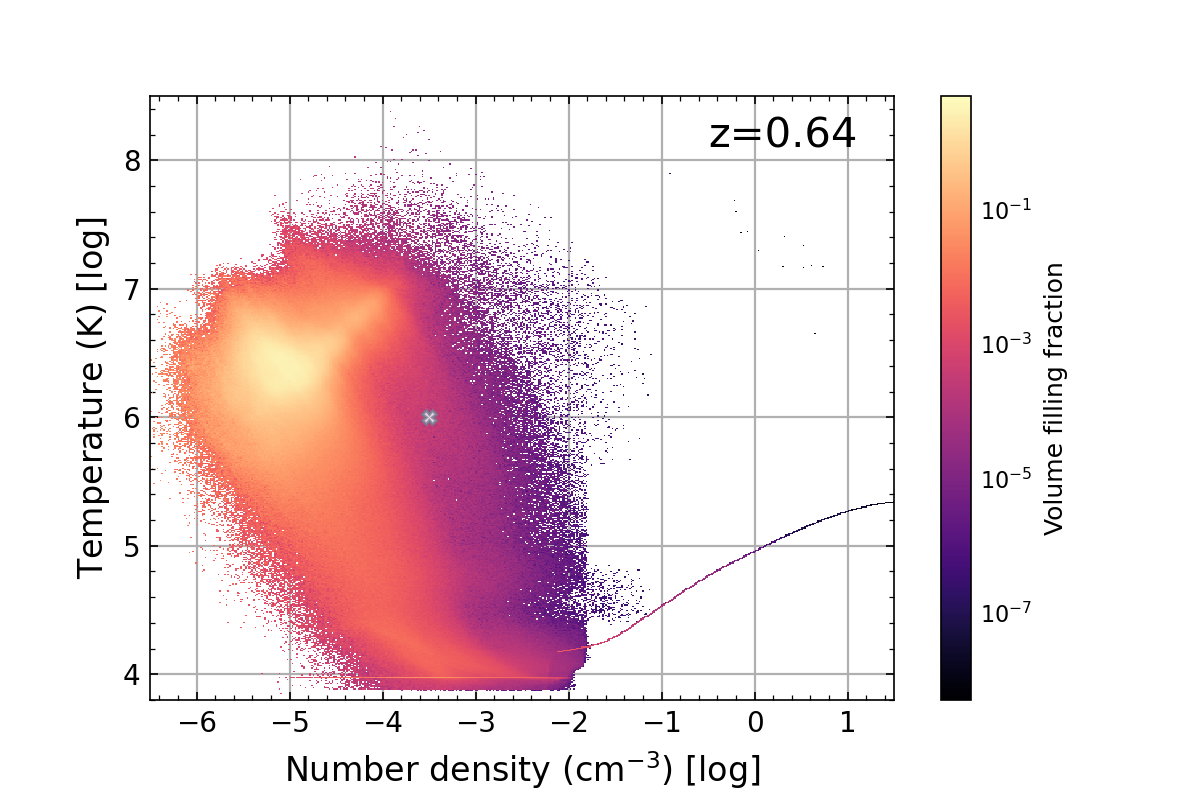 z=0.64
8
7
6
5
4
Temperature (K) [log]
−6 −5 −4 −3 −2 −1 0 1
Number density (cm⁻³) [log]
10⁻¹
10⁻³
10⁻⁵
10⁻⁷
Volume filling fraction